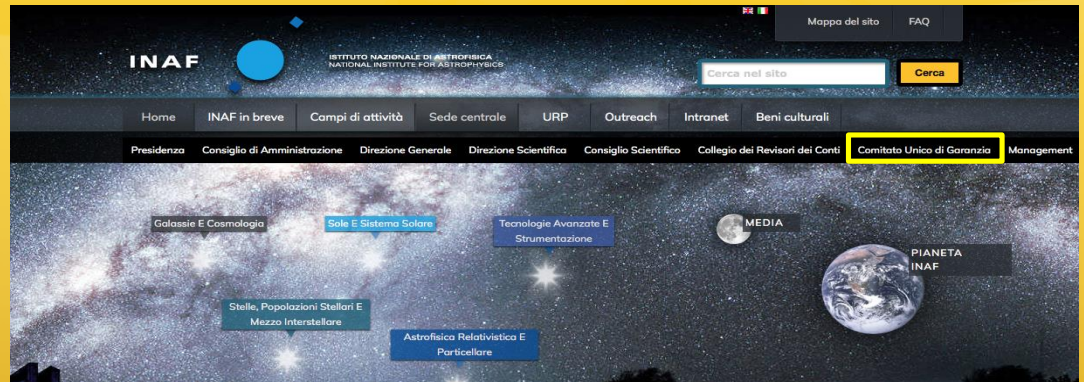 Mappa del sito FAQ
INAF
ISTITUTO NAZIONALE DI ASTROFISICA
NATIONAL INSTITUTE FOR ASTROPHYSICS
Cerca nel sito Cerca
Home INAF in breve Campi di attività Sede centrale URP Outreach Intranet Beni culturali
Presidenza Consiglio di Amministrazione Direzione Generale Direzione Scientifica Consiglio Scientifico Collegio dei Revisori dei Conti Comitato Unico di Garanzia Management
Galassie E Cosmologia
Sole E Sistema Solare
Tecnologie Avanzate E
Strumentazione
MEDIA
PIANETA
INAF
Stelle, Popolazioni Stellari E
Mezzo Interstellare
Astrofisica Relativistica E
Particellare